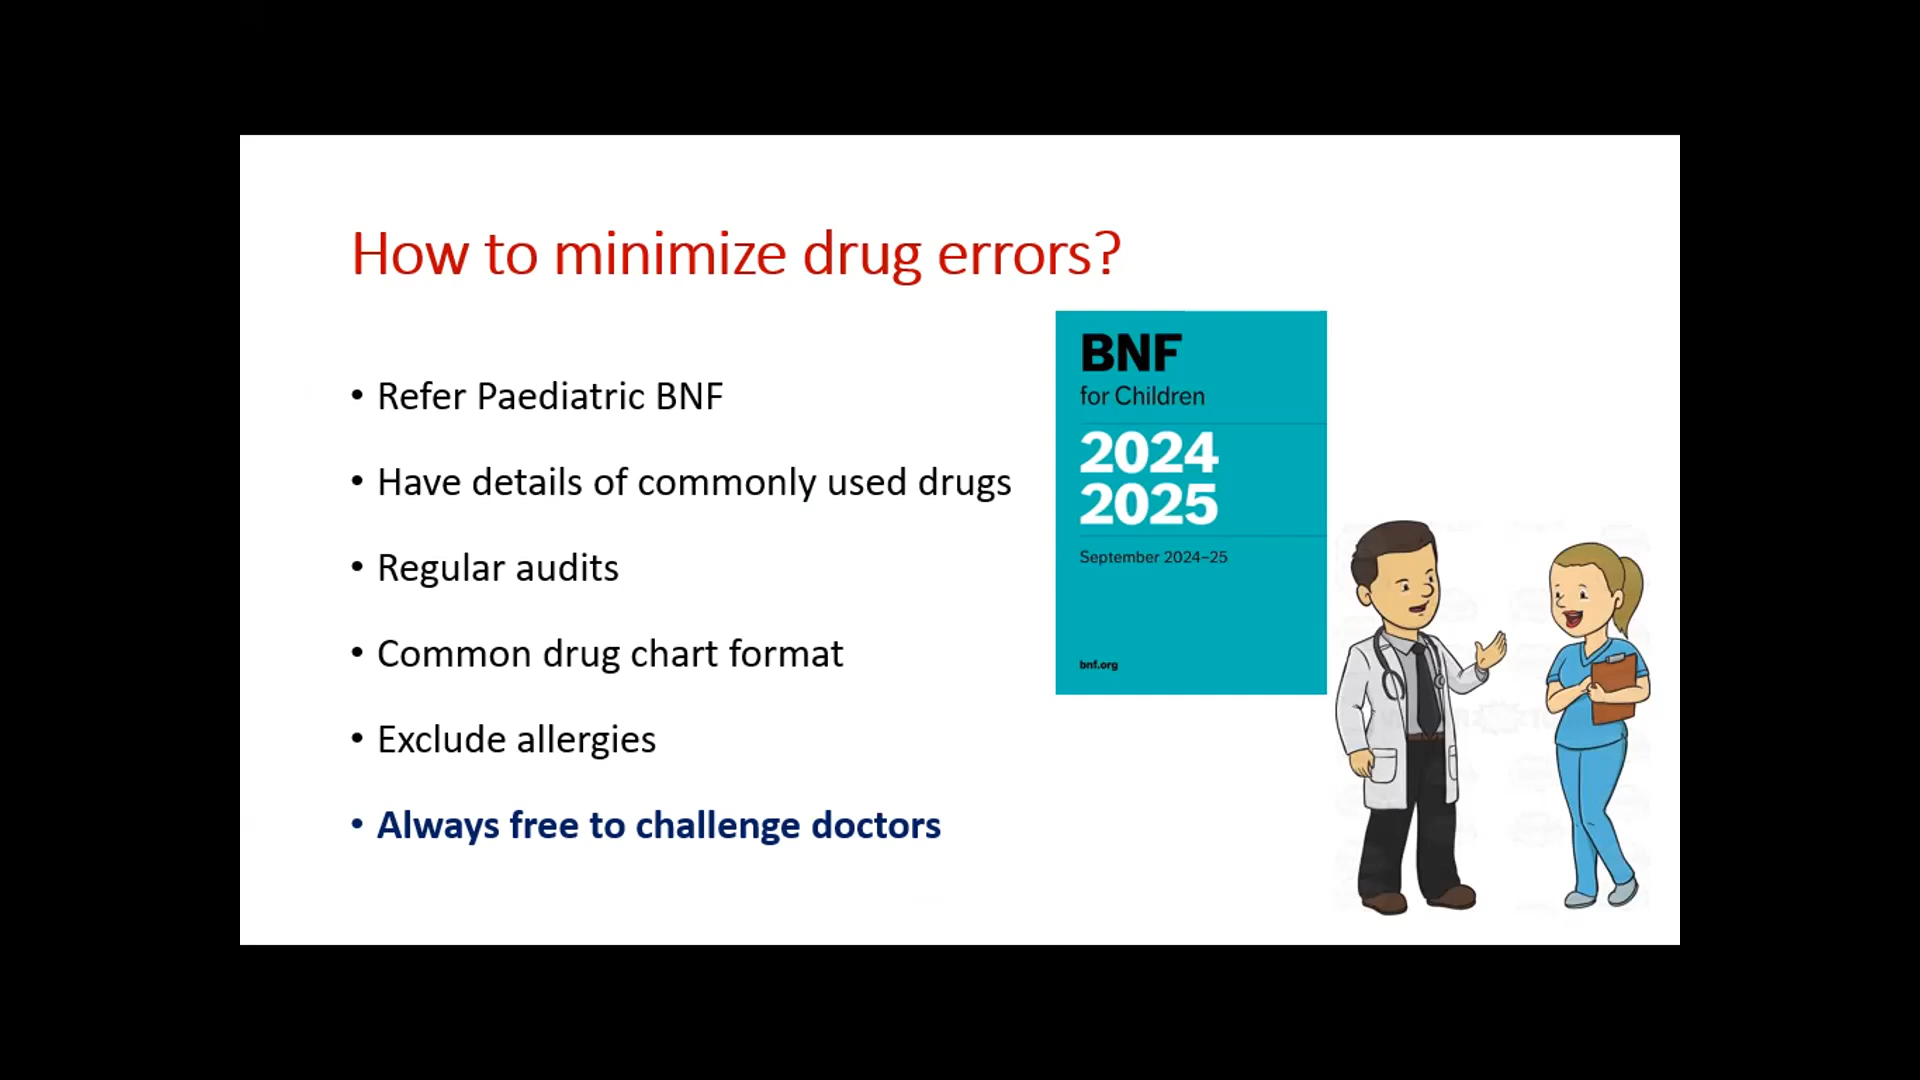 How to minimize drug errors?
• Refer Paediatric BNF
• Have details of commonly used drugs
• Regular audits
• Common drug chart format
• Exclude allergies
• Always free to challenge doctors
BNF
for Children
2024
2025
September 2024–25
bnf.org